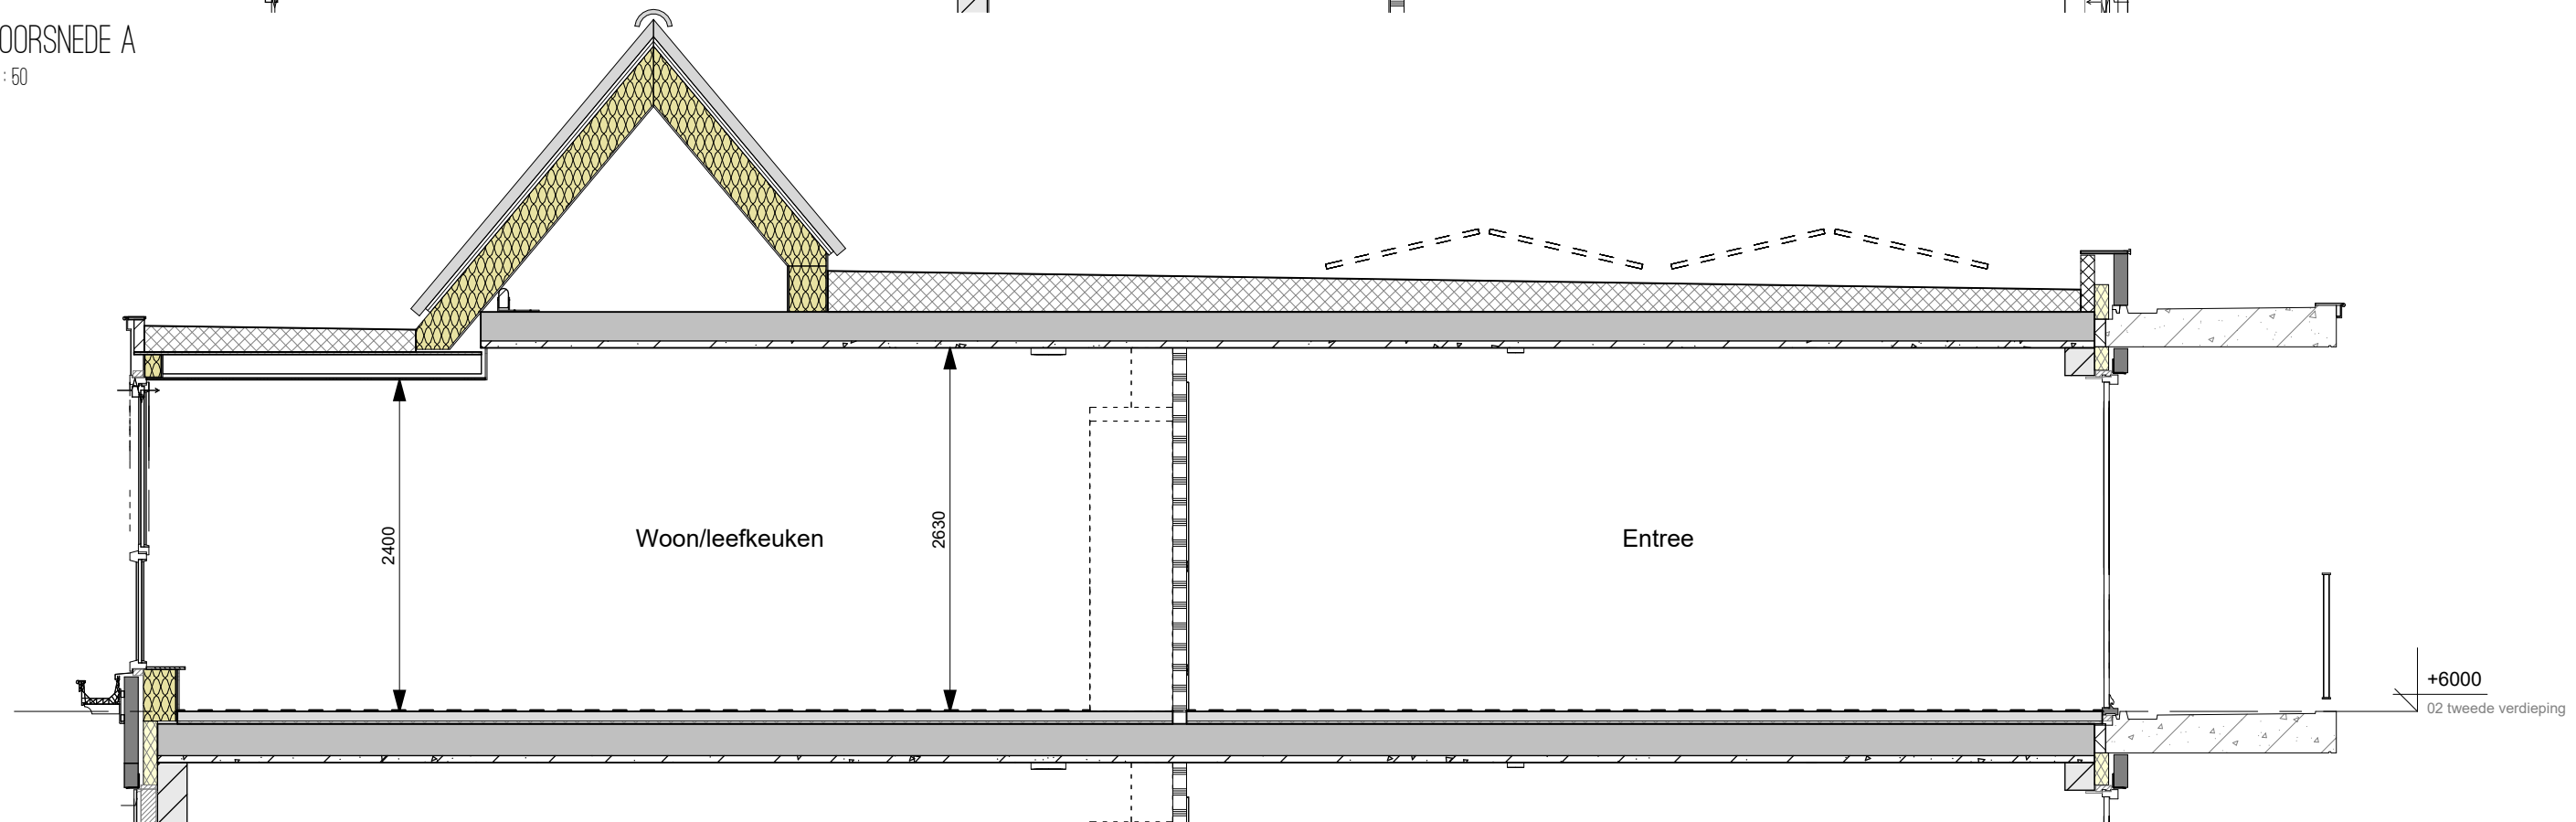 OORSNEDE A
: 50
2400
Woon/leefkeuken
2630
Entree
+6000
02 tweede verdieping